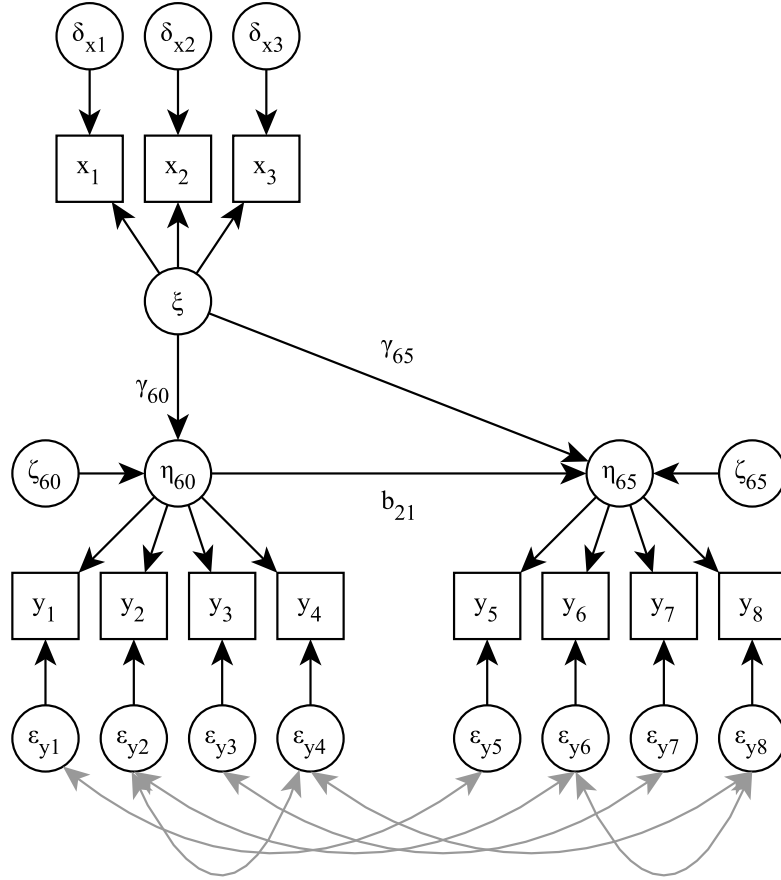 δx1 δx2 δx3
x1 x2 x3
ξ
γ65
γ60
ζ60 η60 η65 ζ65
b21
y1 y2 y3 y4 y5 y6 y7 y8
εy1 εy2 εy3 εy4 εy5 εy6 εy7 εy8